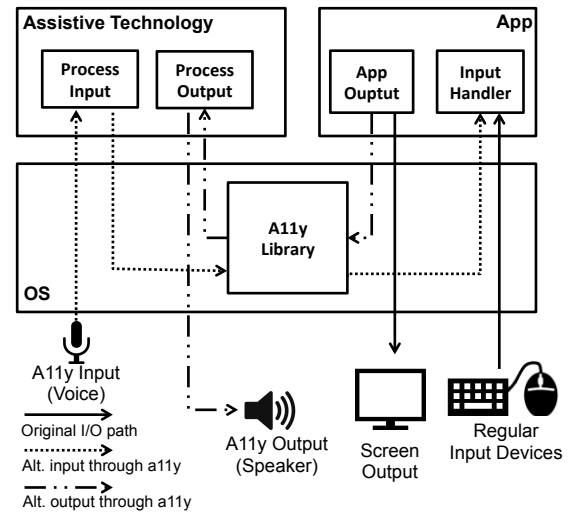 Assistive Technology
App
Process
Input
Process
Output
App
Ouptut
Input
Handler
A11y
Library
OS
A11y Input
(Voice)
A11y Output
(Speaker)
Screen
Output
Regular
Input Devices
Original I/O path
Alt. input through a11y
Alt. output through a11y